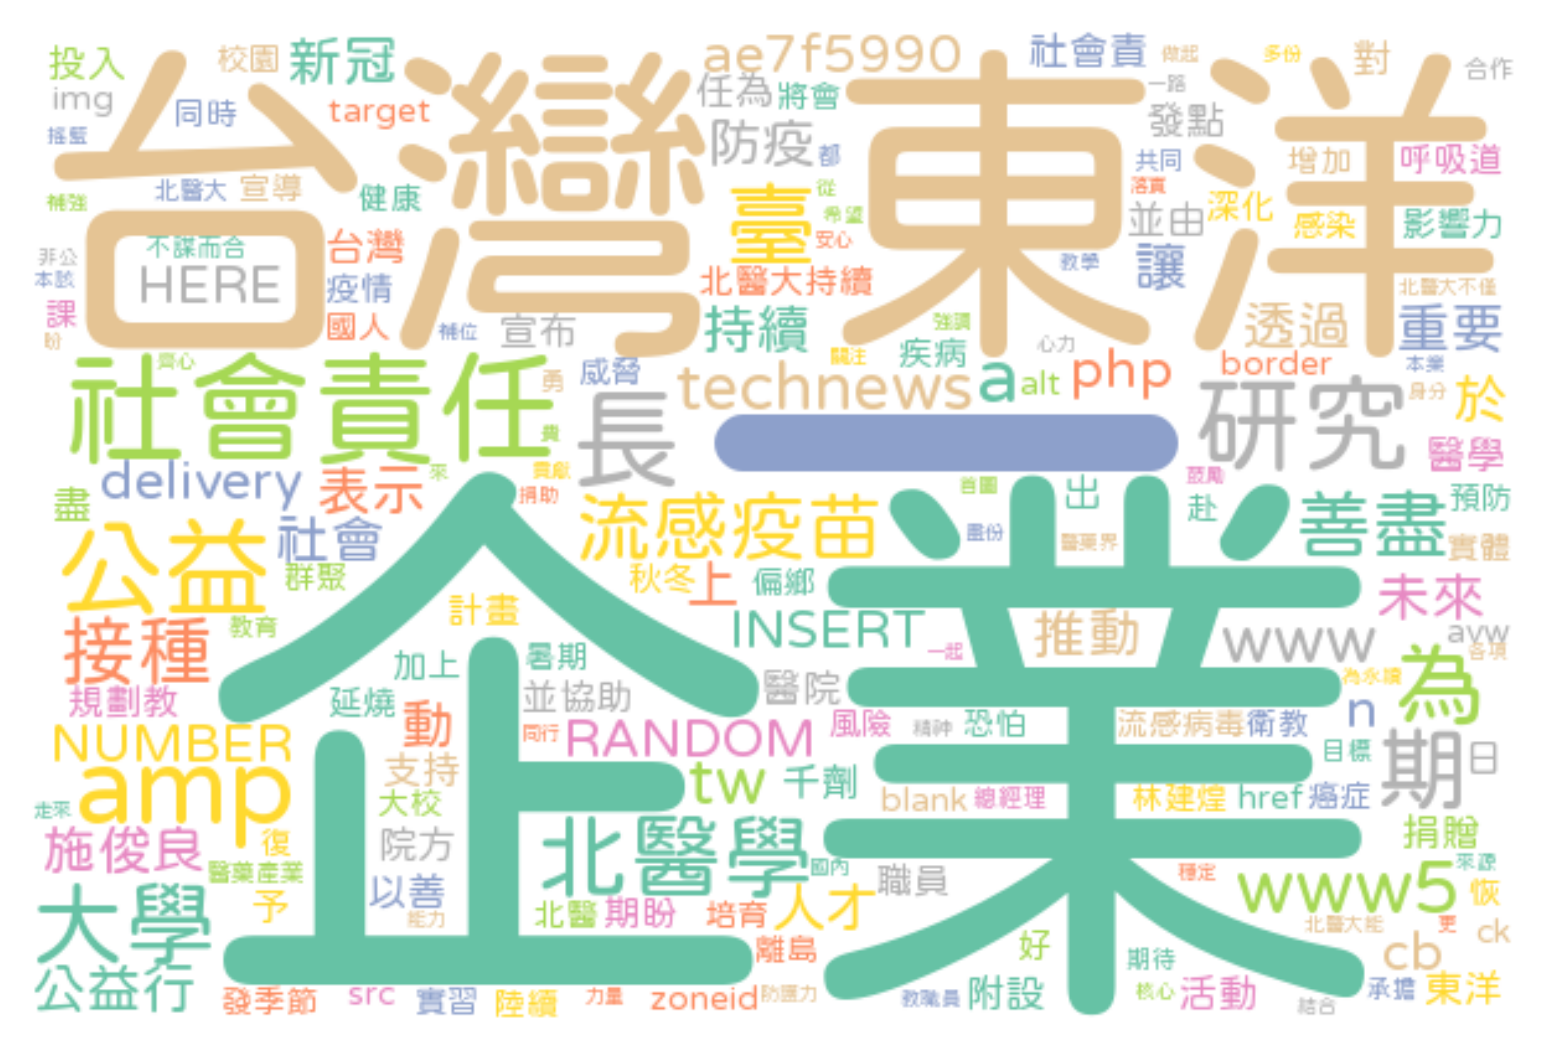 投入 校園 新冠 ae7f5990 社會責 做起 多份 對 合作
img 同時 target 任為 將會 一路 發點
台灣東洋
搖籃 防疫 都 共同 增加 呼吸道
北醫大 宣導 健康 從 落實
補強 臺 希望 並由 深化 感染 影響力
不謀而合 台灣 安心
非公 HERE 疫情 北醫大持續 教學 讓
本該 北醫大不僅
課 國人 補位 宣布 持續 強調 透過 重要
盼 心力
齊心 關注 疾病 本業
社會責任 勇 威脅 technews a alt php border 身分 於
長 一 研究
費 醫學
delivery 表示 來 貢獻 鼓勵
盡 捐助 首圖 出 預防
社會 流感疫苗 畫份 赴 善盡
公益 醫藥界 實體
企業
群聚 秋冬 上 偏鄉 未來
計畫 INSERT 推動
接種 教育 www avw
加上 暑期 一起 各項
規劃教 延燒 並協助 醫院 為永續 為
動 n
NUMBER 同行 RANDOM 風險 精神 恐怕 流感病毒 衛教
支持 目標 期 日
amp 大校 tw 千劑 blank 總經理 林建煌 href 癌症
走來
施俊良 復 院方 北醫學 捐贈
醫藥產業 國內 職員 穩定 來源
以善 www5 恢
大學 予 能力 北醫 期盼 培育 人才
北醫大能 更 ck
離島 好 期待 cb
公益行 發季節 src 實習 陸續 力量 zoneid 防護力 教職員 附設 核心 活動 結合 承擔 東洋